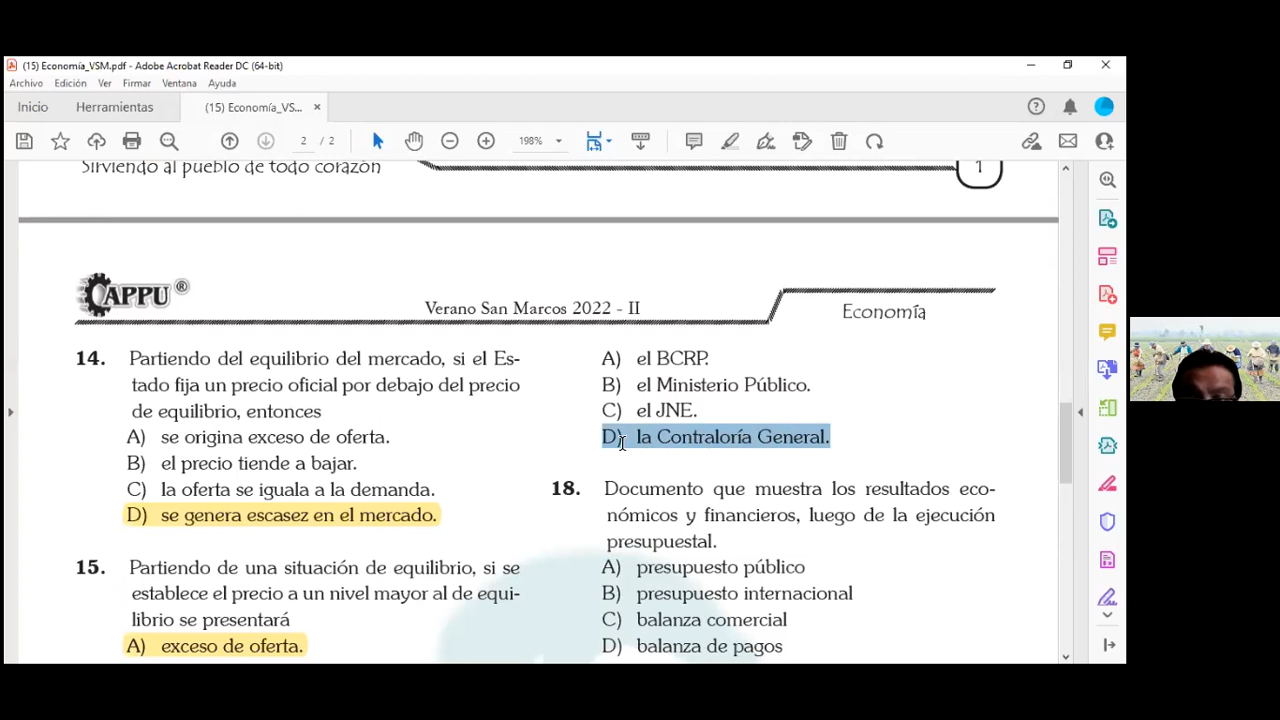 (15) Economía_VSM.pdf - Adobe Acrobat Reader DC (64-bit)
Archivo Edición Ver Firmar Ventana Ayuda
Inicio Herramientas (15) Economía_VS... ×
2 / 2 198%
Sirviendo al pueblo de todo corazón 1
CAPPU ®
Verano San Marcos 2022 - II
Economía
14. Partiendo del equilibrio del mercado, si el Es-
tado fija un precio oficial por debajo del precio
de equilibrio, entonces
A) se origina exceso de oferta.
B) el precio tiende a bajar.
C) la oferta se iguala a la demanda.
D) se genera escasez en el mercado.
15. Partiendo de una situación de equilibrio, si se
establece el precio a un nivel mayor al de equi-
librio se presentará
A) exceso de oferta.
A) el BCRP.
B) el Ministerio Público.
C) el JNE.
D) la Contraloría General.
18. Documento que muestra los resultados eco-
nómicos y financieros, luego de la ejecución
presupuestal.
A) presupuesto público
B) presupuesto internacional
C) balanza comercial
D) balanza de pagos